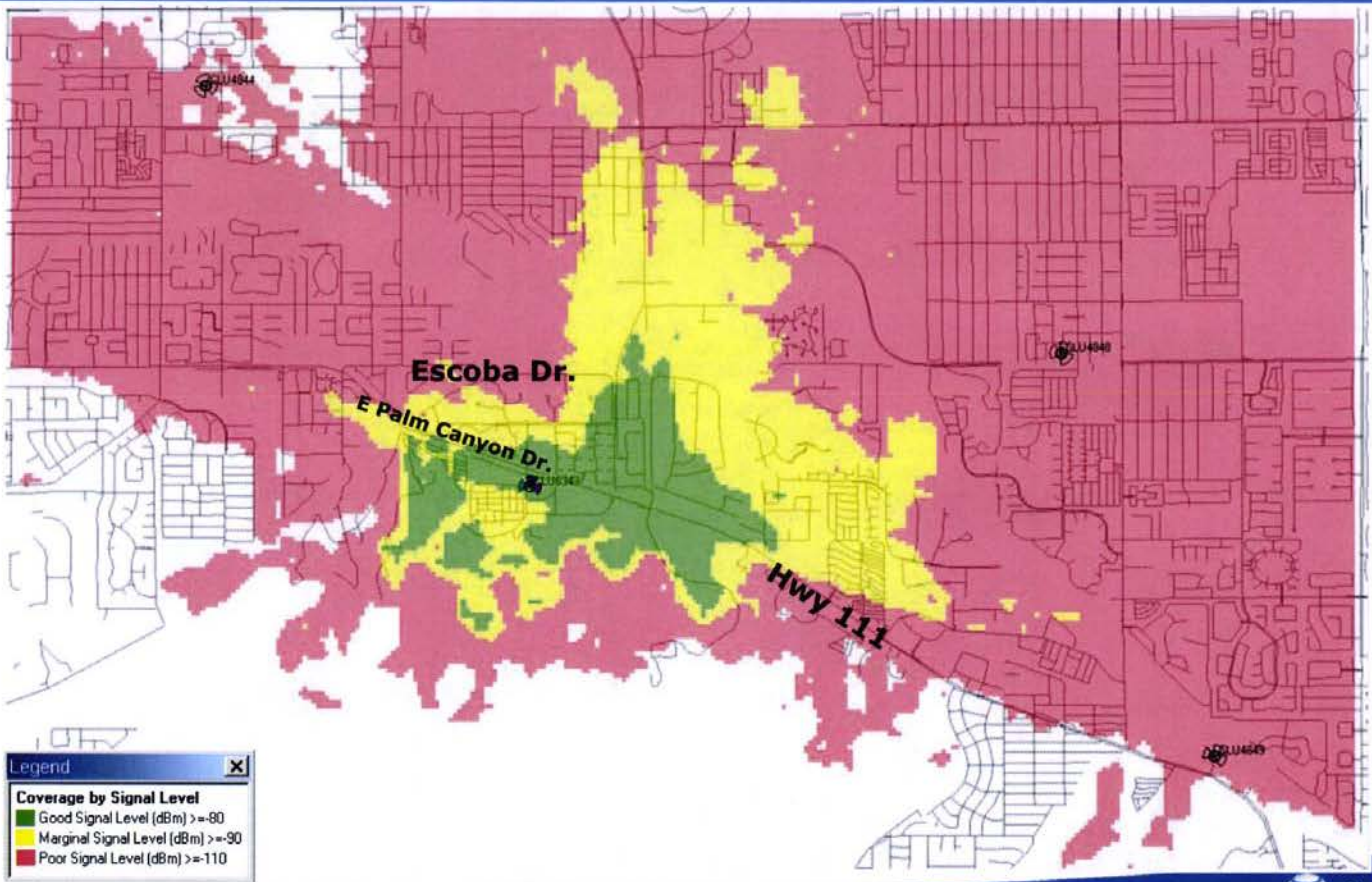 Escoba Dr.
E Palm Canyon Dr.
Hwy 111
Legend
Coverage by Signal Level
Good Signal Level (dBm) >=-80
Marginal Signal Level (dBm) >=-90
Poor Signal Level (dBm) >=-110